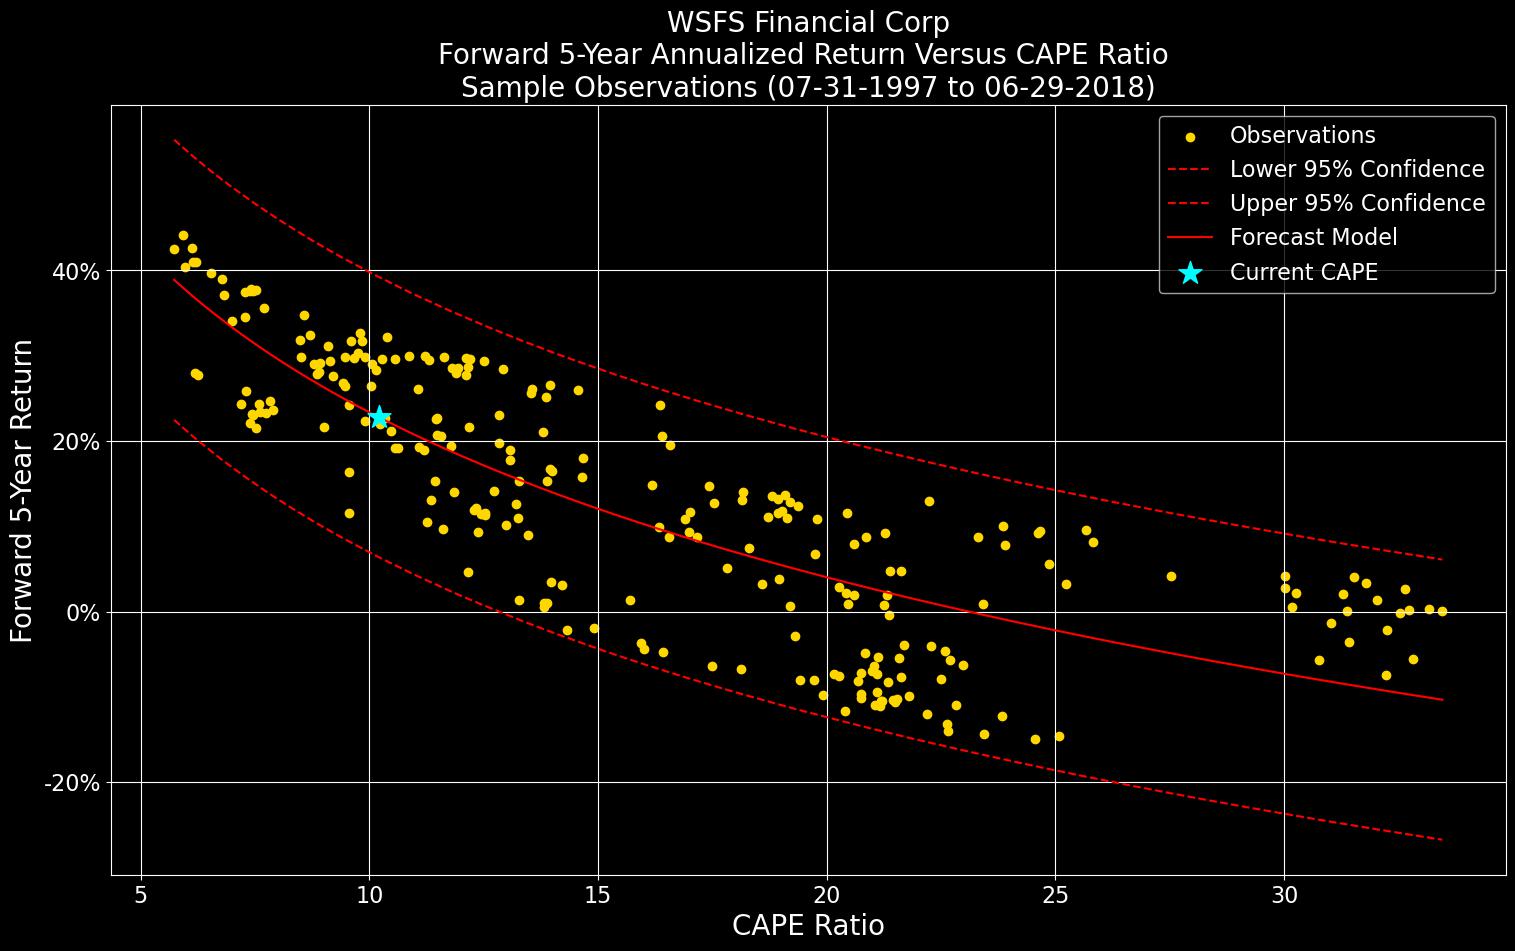 WSFS Financial Corp
Forward 5-Year Annualized Return Versus CAPE Ratio
Sample Observations (07-31-1997 to 06-29-2018)
Observations
Lower 95% Confidence
Upper 95% Confidence
Forecast Model
Current CAPE
Forward 5-Year Return
40%
20%
0%
-20%
5 10 15 20 25 30
CAPE Ratio